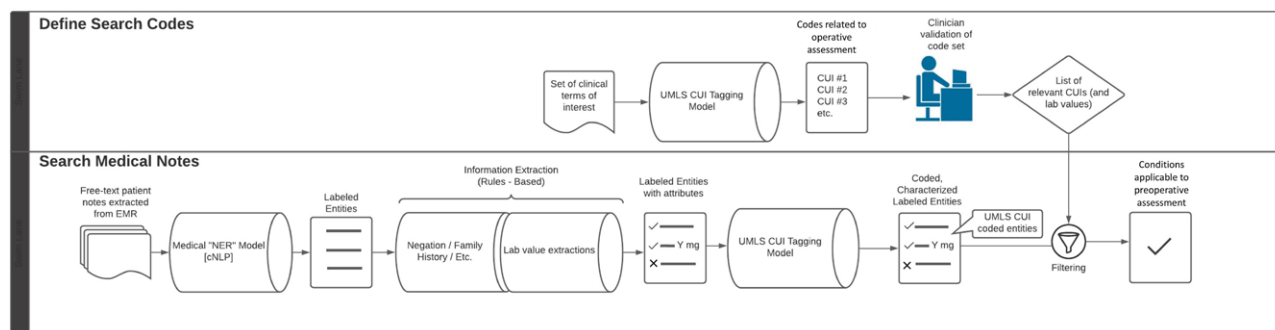 Define Search Codes
Set of clinical
terms of
interest
UMLS CUI Tagging
Model
Codes related to
operative
assessment
CUI #1
CUI #2
CUI #3
etc.
Clinician
validation of
code set
List of
relevant CUIs (and
lab values)
Search Medical Notes
Free-text patient
notes extracted
from EMR
Medical "NER" Model
[cNLP]
Labeled
Entities
Information Extraction
(Rules - Based)
Negation / Family
History / Etc.
Lab value extractions
Labeled Entities
with attributes
Y mg
UMLS CUI Tagging
Model
Coded,
Characterized
Labeled Entities
Y mg
UMLS CUI
coded entities
Filtering
Conditions
applicable to
preoperative
assessment